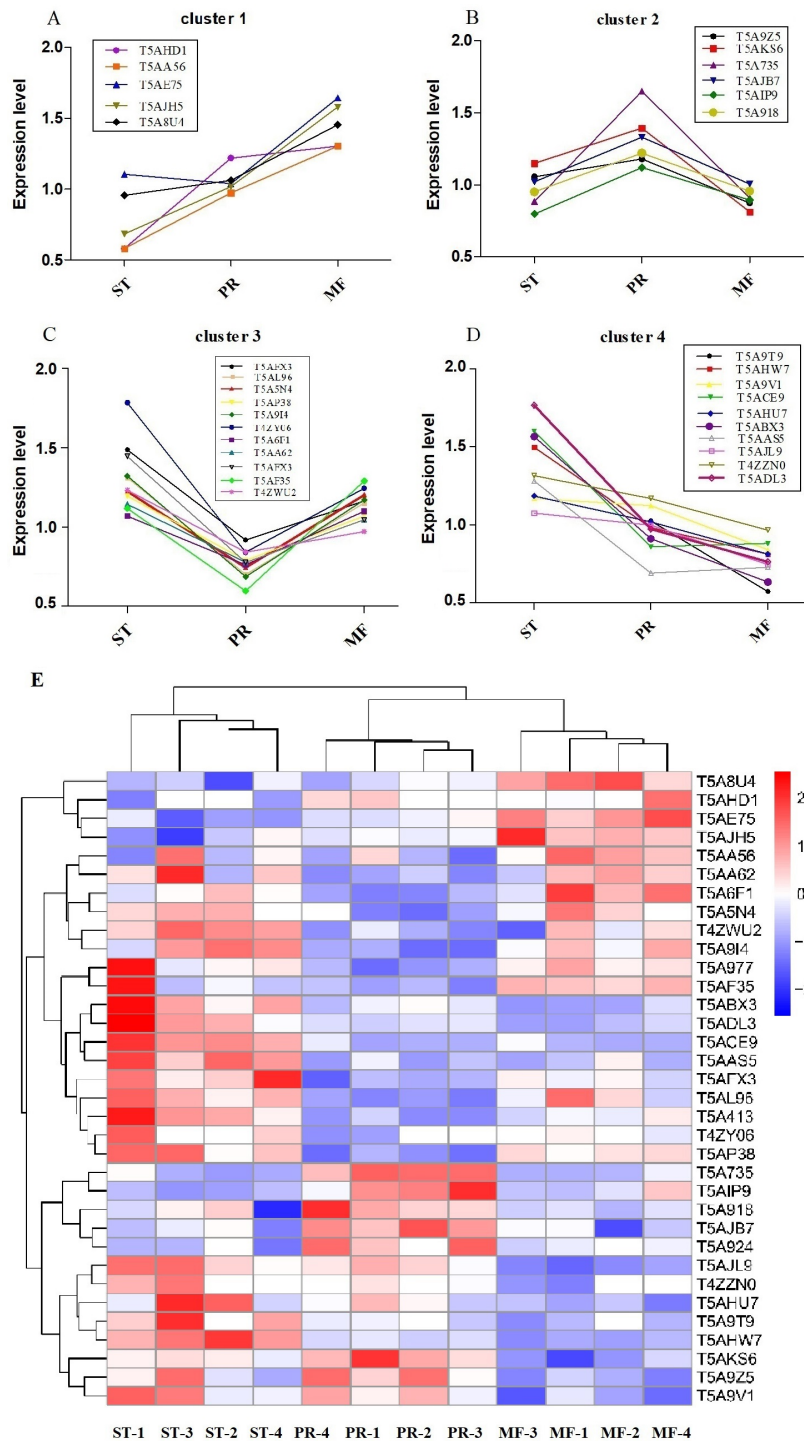 A
cluster 1
Expression level
2.0
1.5
1.0
0.5
T5AHD1
T5AA56
T5AE75
T5AJH5
T5A8U4
ST
PR
MF
B
cluster 2
Expression level
2.0
1.5
1.0
0.5
T5A9Z5
T5AKS6
T5A735
T5AJB7
T5AIP9
T5A918
ST
PR
MF
C
cluster 3
Expression level
2.0
1.5
1.0
0.5
T5AFX3
T5AL96
T5A5N4
T5AP38
T5A9I4
T4ZY06
T5A6F1
T5AA62
T5AFX3
T5AF35
T4ZWU2
ST
PR
MF
D
cluster 4
Expression level
2.0
1.5
1.0
0.5
T5A9T9
T5AHW7
T5A9V1
T5ACE9
T5AHU7
T5ABX3
T5AAS5
T5AJL9
T4ZZN0
T5ADL3
ST
PR
MF
E
T5A8U4
T5AHD1
T5AE75
T5AJH5
T5AA56
T5AA62
T5A6F1
T5A5N4
T4ZWU2
T5A9I4
T5A977
T5AF35
T5ABX3
T5ADL3
T5ACE9
T5AAS5
T5AFX3
T5AL96
T5A413
T4ZY06
T5AP38
T5A735
T5AIP9
T5A918
T5AJB7
T5A924
T5AJL9
T4ZZN0
T5AHU7
T5A9T9
T5AHW7
T5AKS6
T5A9Z5
T5A9V1
2
1
0
ST-1 ST-3 ST-2 ST-4 PR-4 PR-1 PR-2 PR-3 MF-3 MF-1 MF-2 MF-4